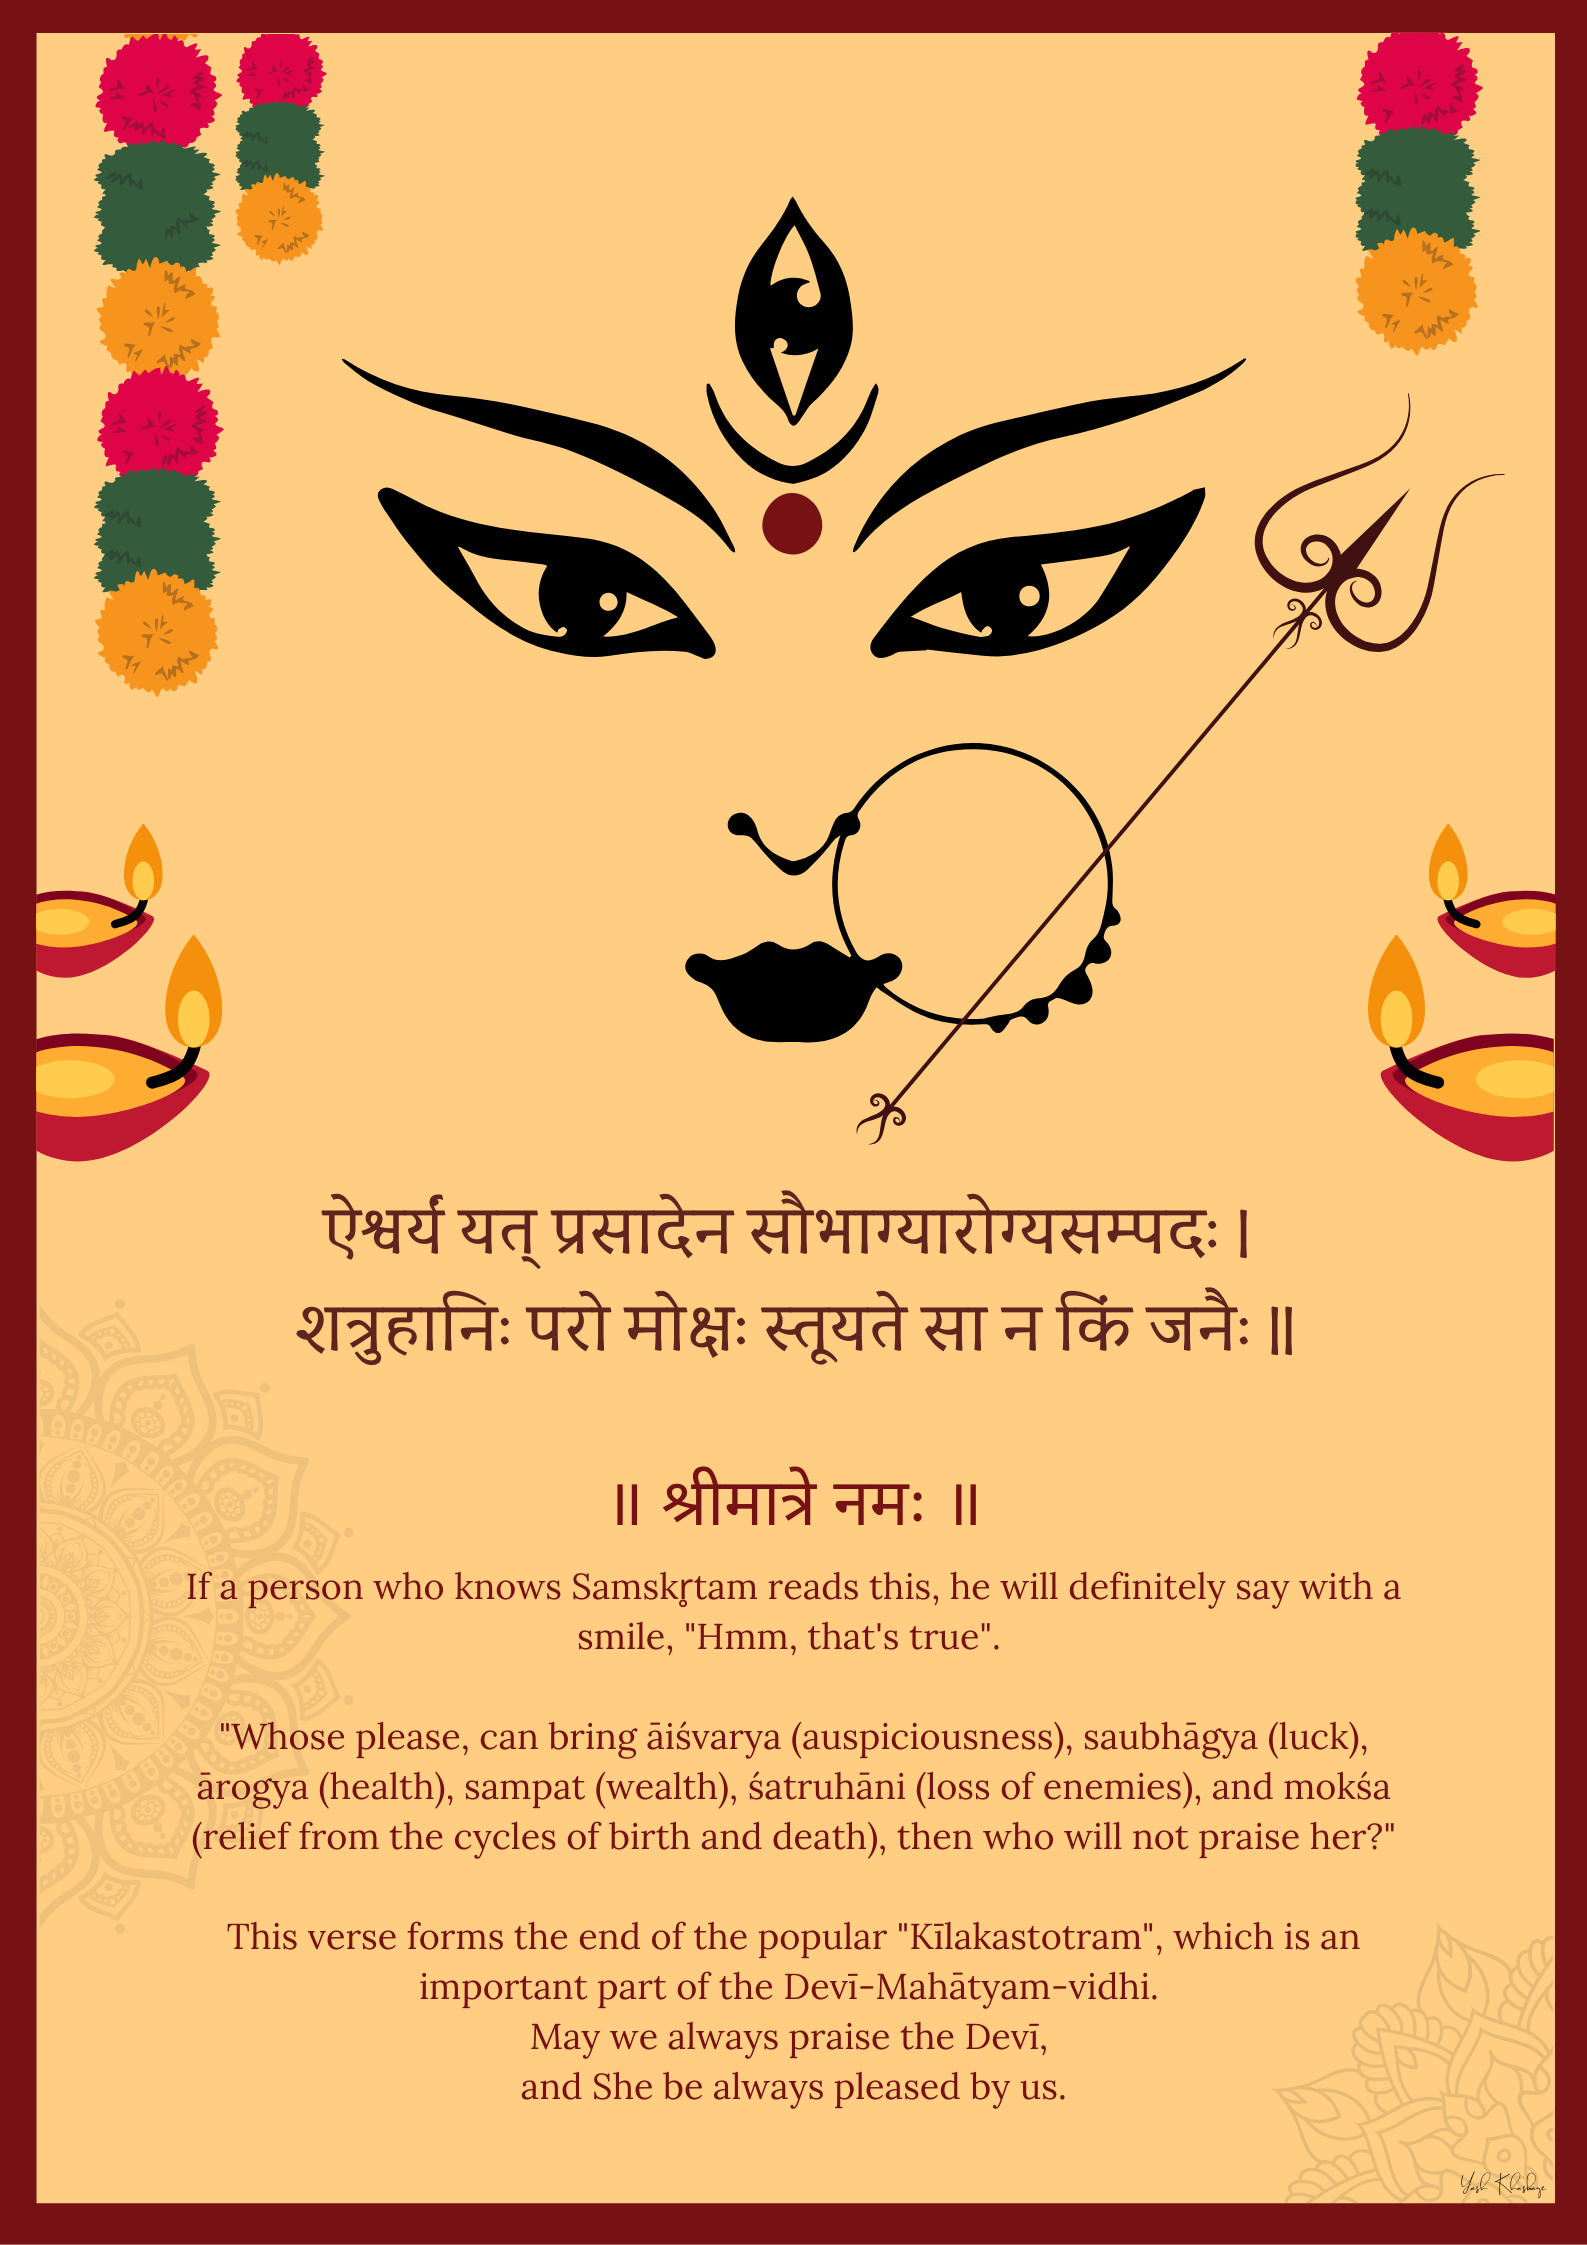 ऐश्वर्यं यत् प्रसादेन सौभाग्यारोग्यसम्पदः |
शत्रुहानिः परो मोक्षः स्तूयते सा न किं जनैः ||
॥ श्रीमात्रे नमः ॥
If a person who knows Samskr̥tam reads this, he will definitely say with a
smile, "Hmm, that's true".
"Whose please, can bring āiśvarya (auspiciousness), saubhāgya (luck),
ārogya (health), sampat (wealth), śatruhāni (loss of enemies), and mokśa
(relief from the cycles of birth and death), then who will not praise her?"
This verse forms the end of the popular "Kīlakastotram", which is an
important part of the Devī-Mahātyam-vidhi.
May we always praise the Devī,
and She be always pleased by us.
Yash